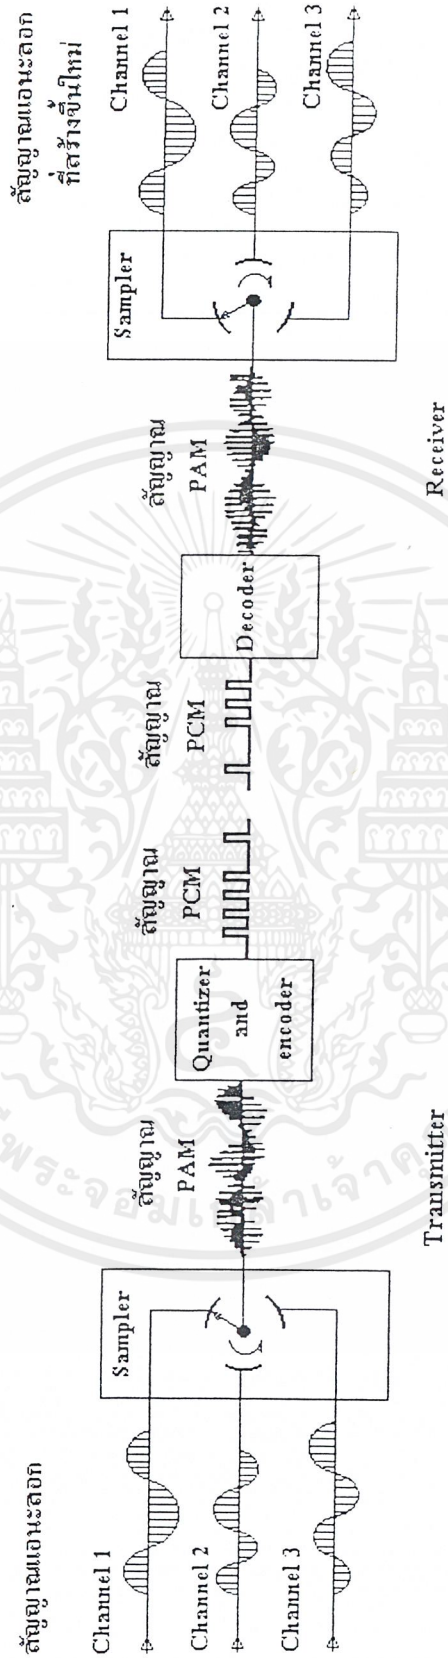 สัญญาณแอนะลอก
Channel 1
Channel 2
Channel 3
Sampler
สัญญาณ
PAM
Quantizer
and
encoder
สัญญาณ
PCM
Transmitter
สัญญาณ
PCM
Decoder
สัญญาณ
PAM
Sampler
Receiver
สัญญาณแอนะลอก
ที่สร้างขึ้นใหม่
Channel 1
Channel 2
Channel 3